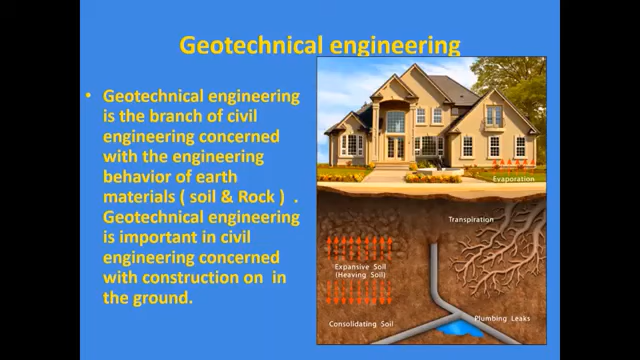 Geotechnical engineering
• Geotechnical engineering
is the branch of civil
engineering concerned
with the engineering
behavior of earth
materials ( soil & Rock ) .
Geotechnical engineering
is important in civil
engineering concerned
with construction on in
the ground.
Evaporation
Transpiration
Expansive Soil
(Heaving Soil)
Consolidating Soil
Plumbing Leaks